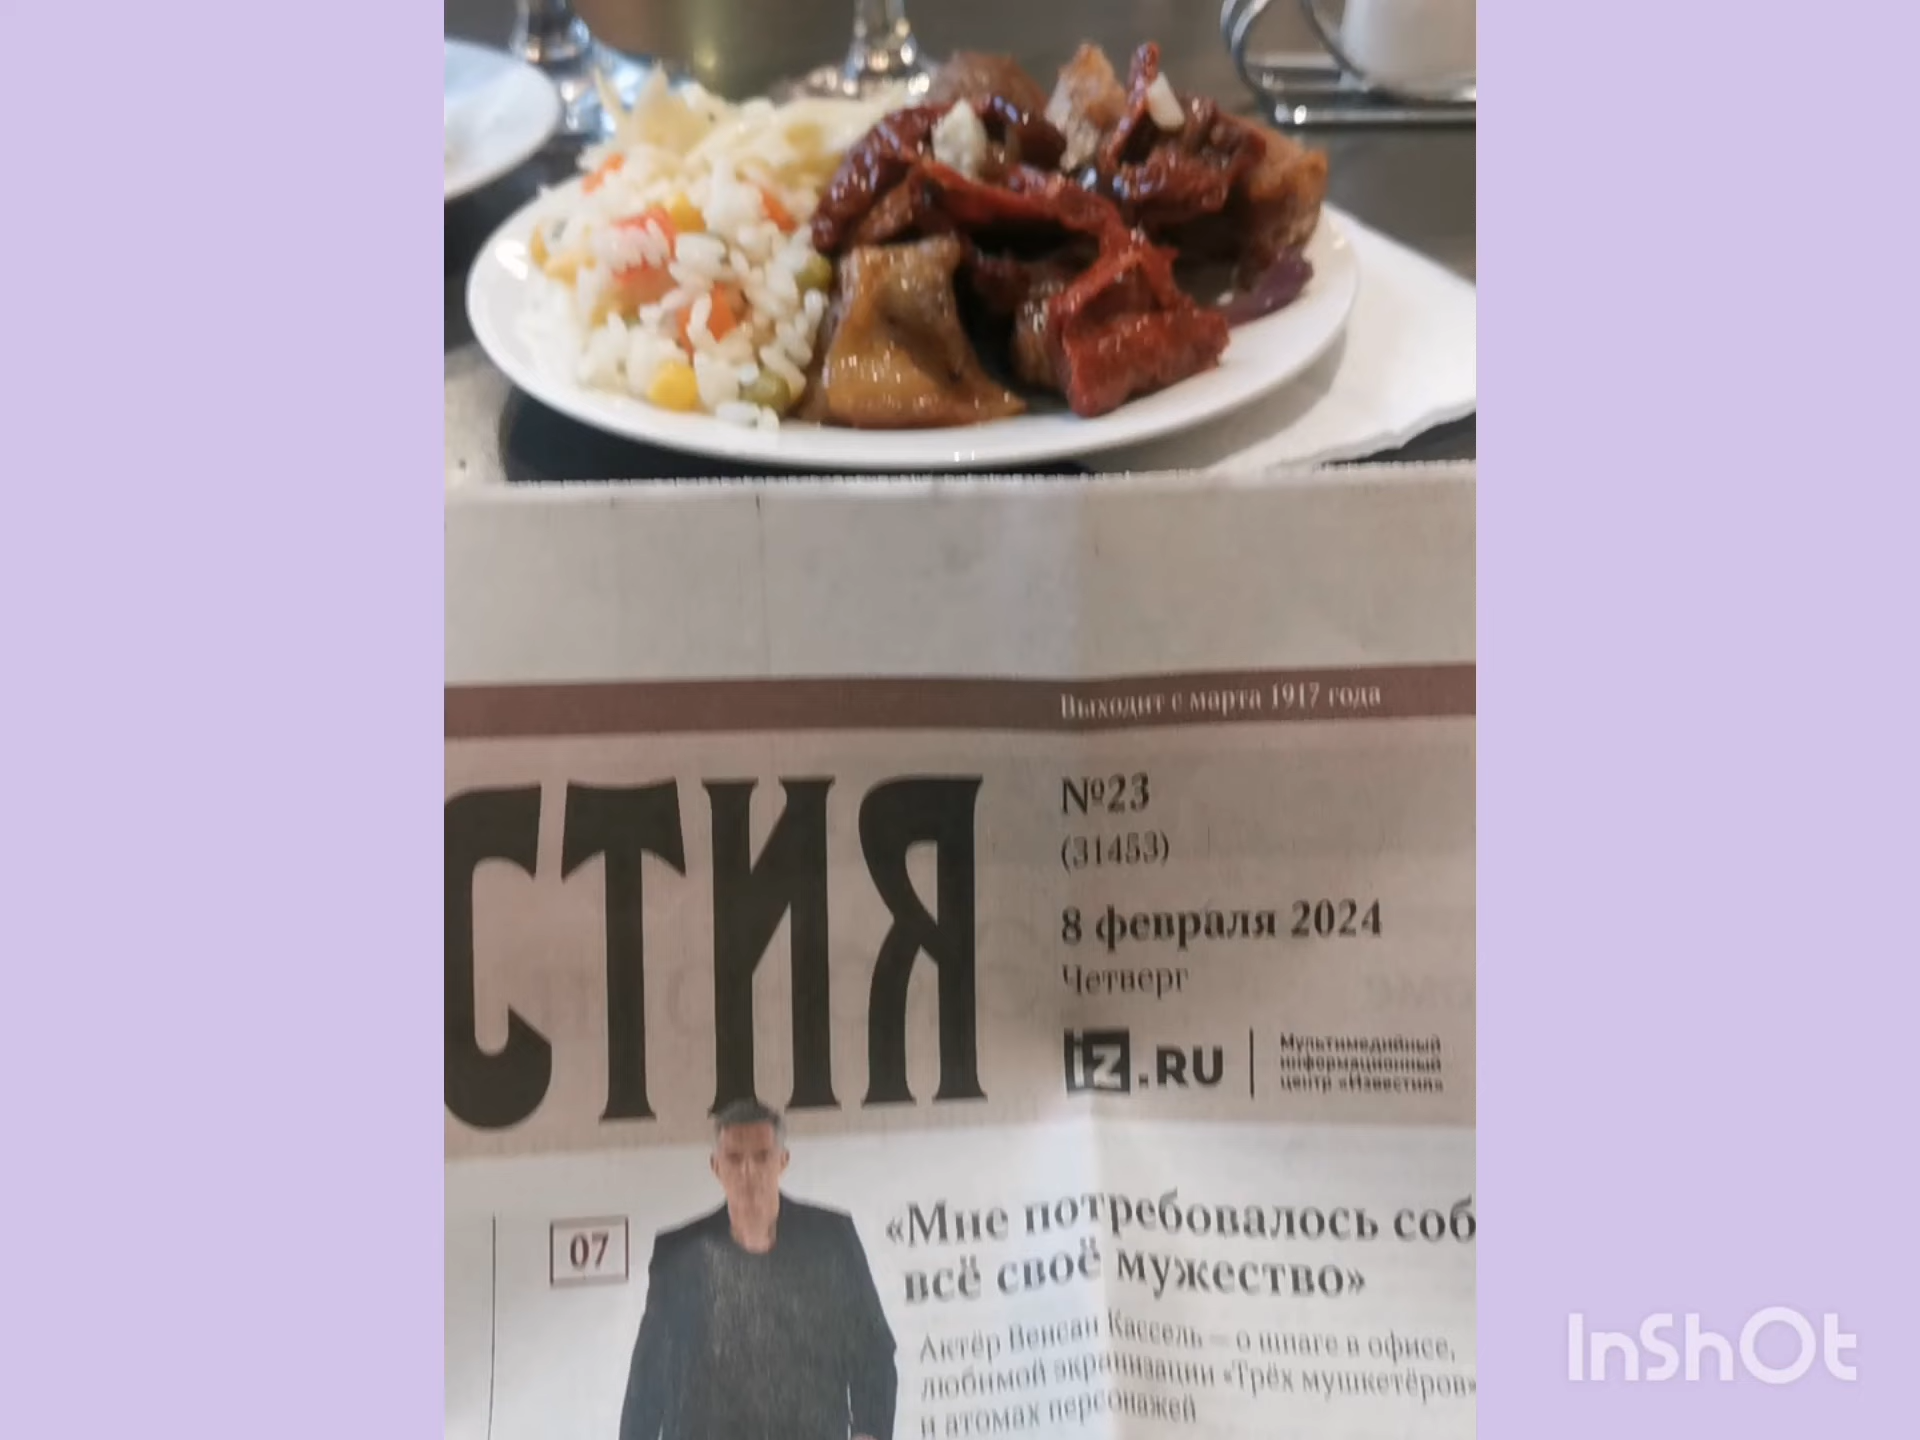 Выходит с марта 1917 года
СТИЯ
№23
(31453)
8 февраля 2024
Четверг
iz.RU
Мультимедийный
информационный
центр «Известия»
07
«Мне потребовалось соб
всё своё мужество»
Актёр Венсан Кассель – о шпаге в офисе,
любимой экранизации «Трёх мушкетёров»
и атомах персонажей
InShOt